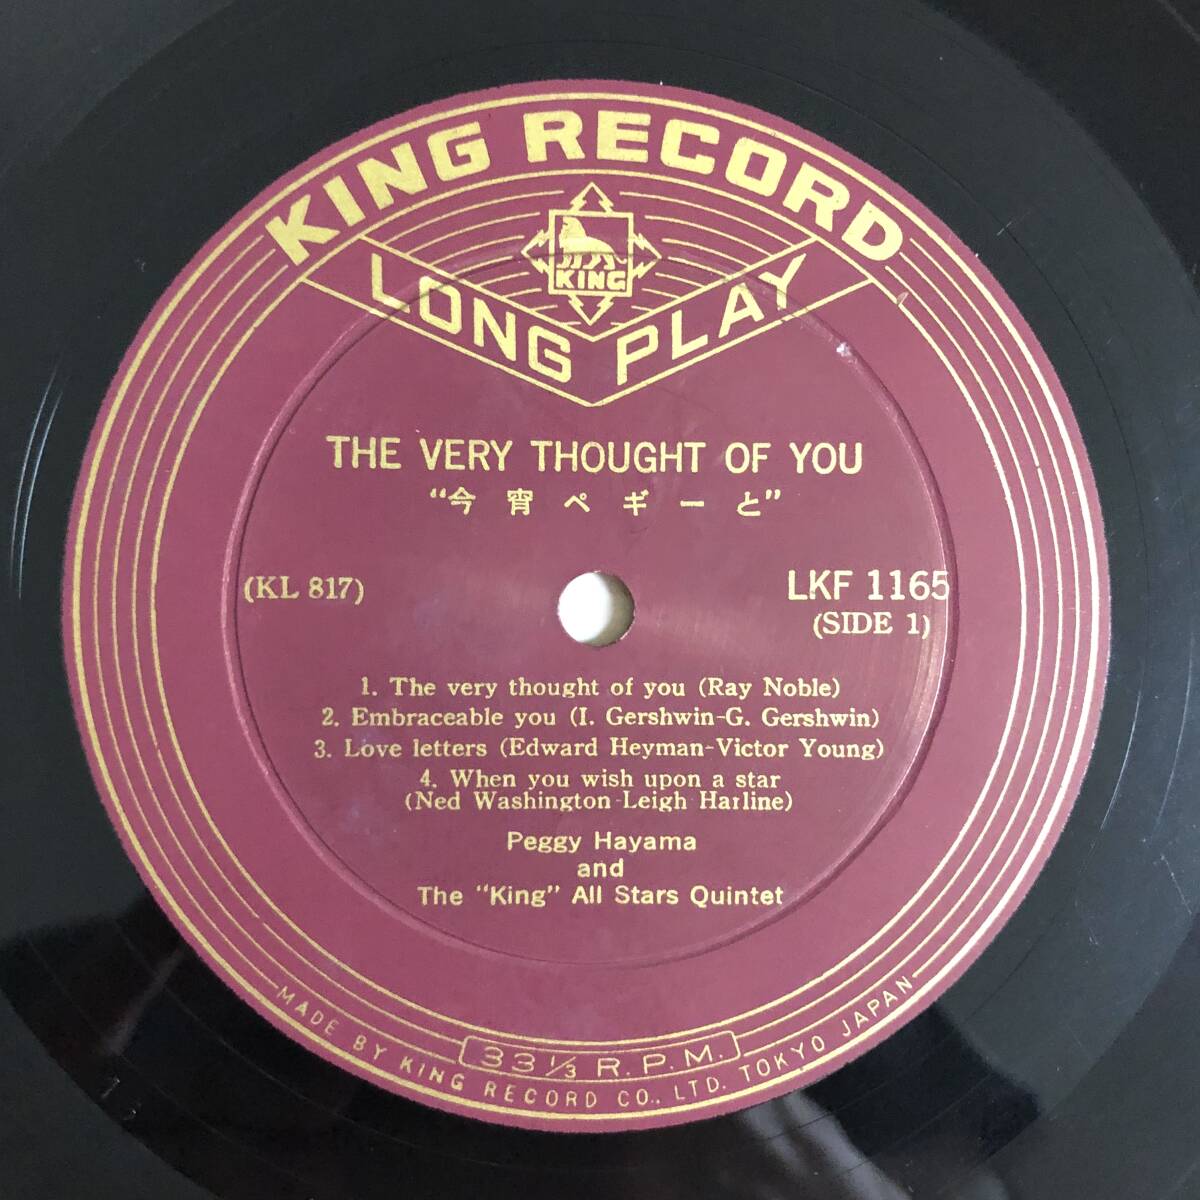 KING RECORD
KING
LONG PLAY
THE VERY THOUGHT OF YOU
“今宵ペギーと”
(KL 817)
LKF 1165
(SIDE 1)
1. The very thought of you (Ray Noble)
2. Embraceable you (I. Gershwin-G. Gershwin)
3. Love letters (Edward Heyman-Victor Young)
4. When you wish upon a star
(Ned Washington-Leigh Harline)
Peggy Hayama
and
The "King" All Stars Quintet
33⅓ R.P.M.
MADE BY KING RECORD CO., LTD. TOKYO JAPAN